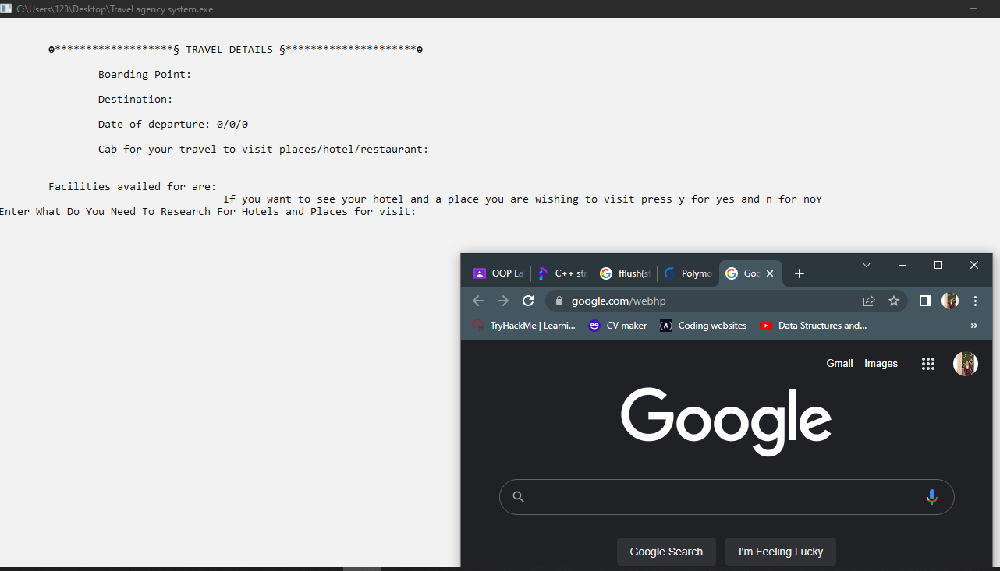 C:\Users\123\Desktop\Travel agency system.exe
☻*******************§ TRAVEL DETAILS §*********************☻
Boarding Point:
Destination:
Date of departure: 0/0/0
Cab for your travel to visit places/hotel/restaurant:
Facilities availed for are:
If you want to see your hotel and a place you are wishing to visit press y for yes and n for noY
Enter What Do You Need To Research For Hotels and Places for visit:
OOP La C++ str fflush(st Polymo Goo
google.com/webhp
TryHackMe | Learni... CV maker Coding websites Data Structures and... »
Gmail Images
Google
Google Search I'm Feeling Lucky